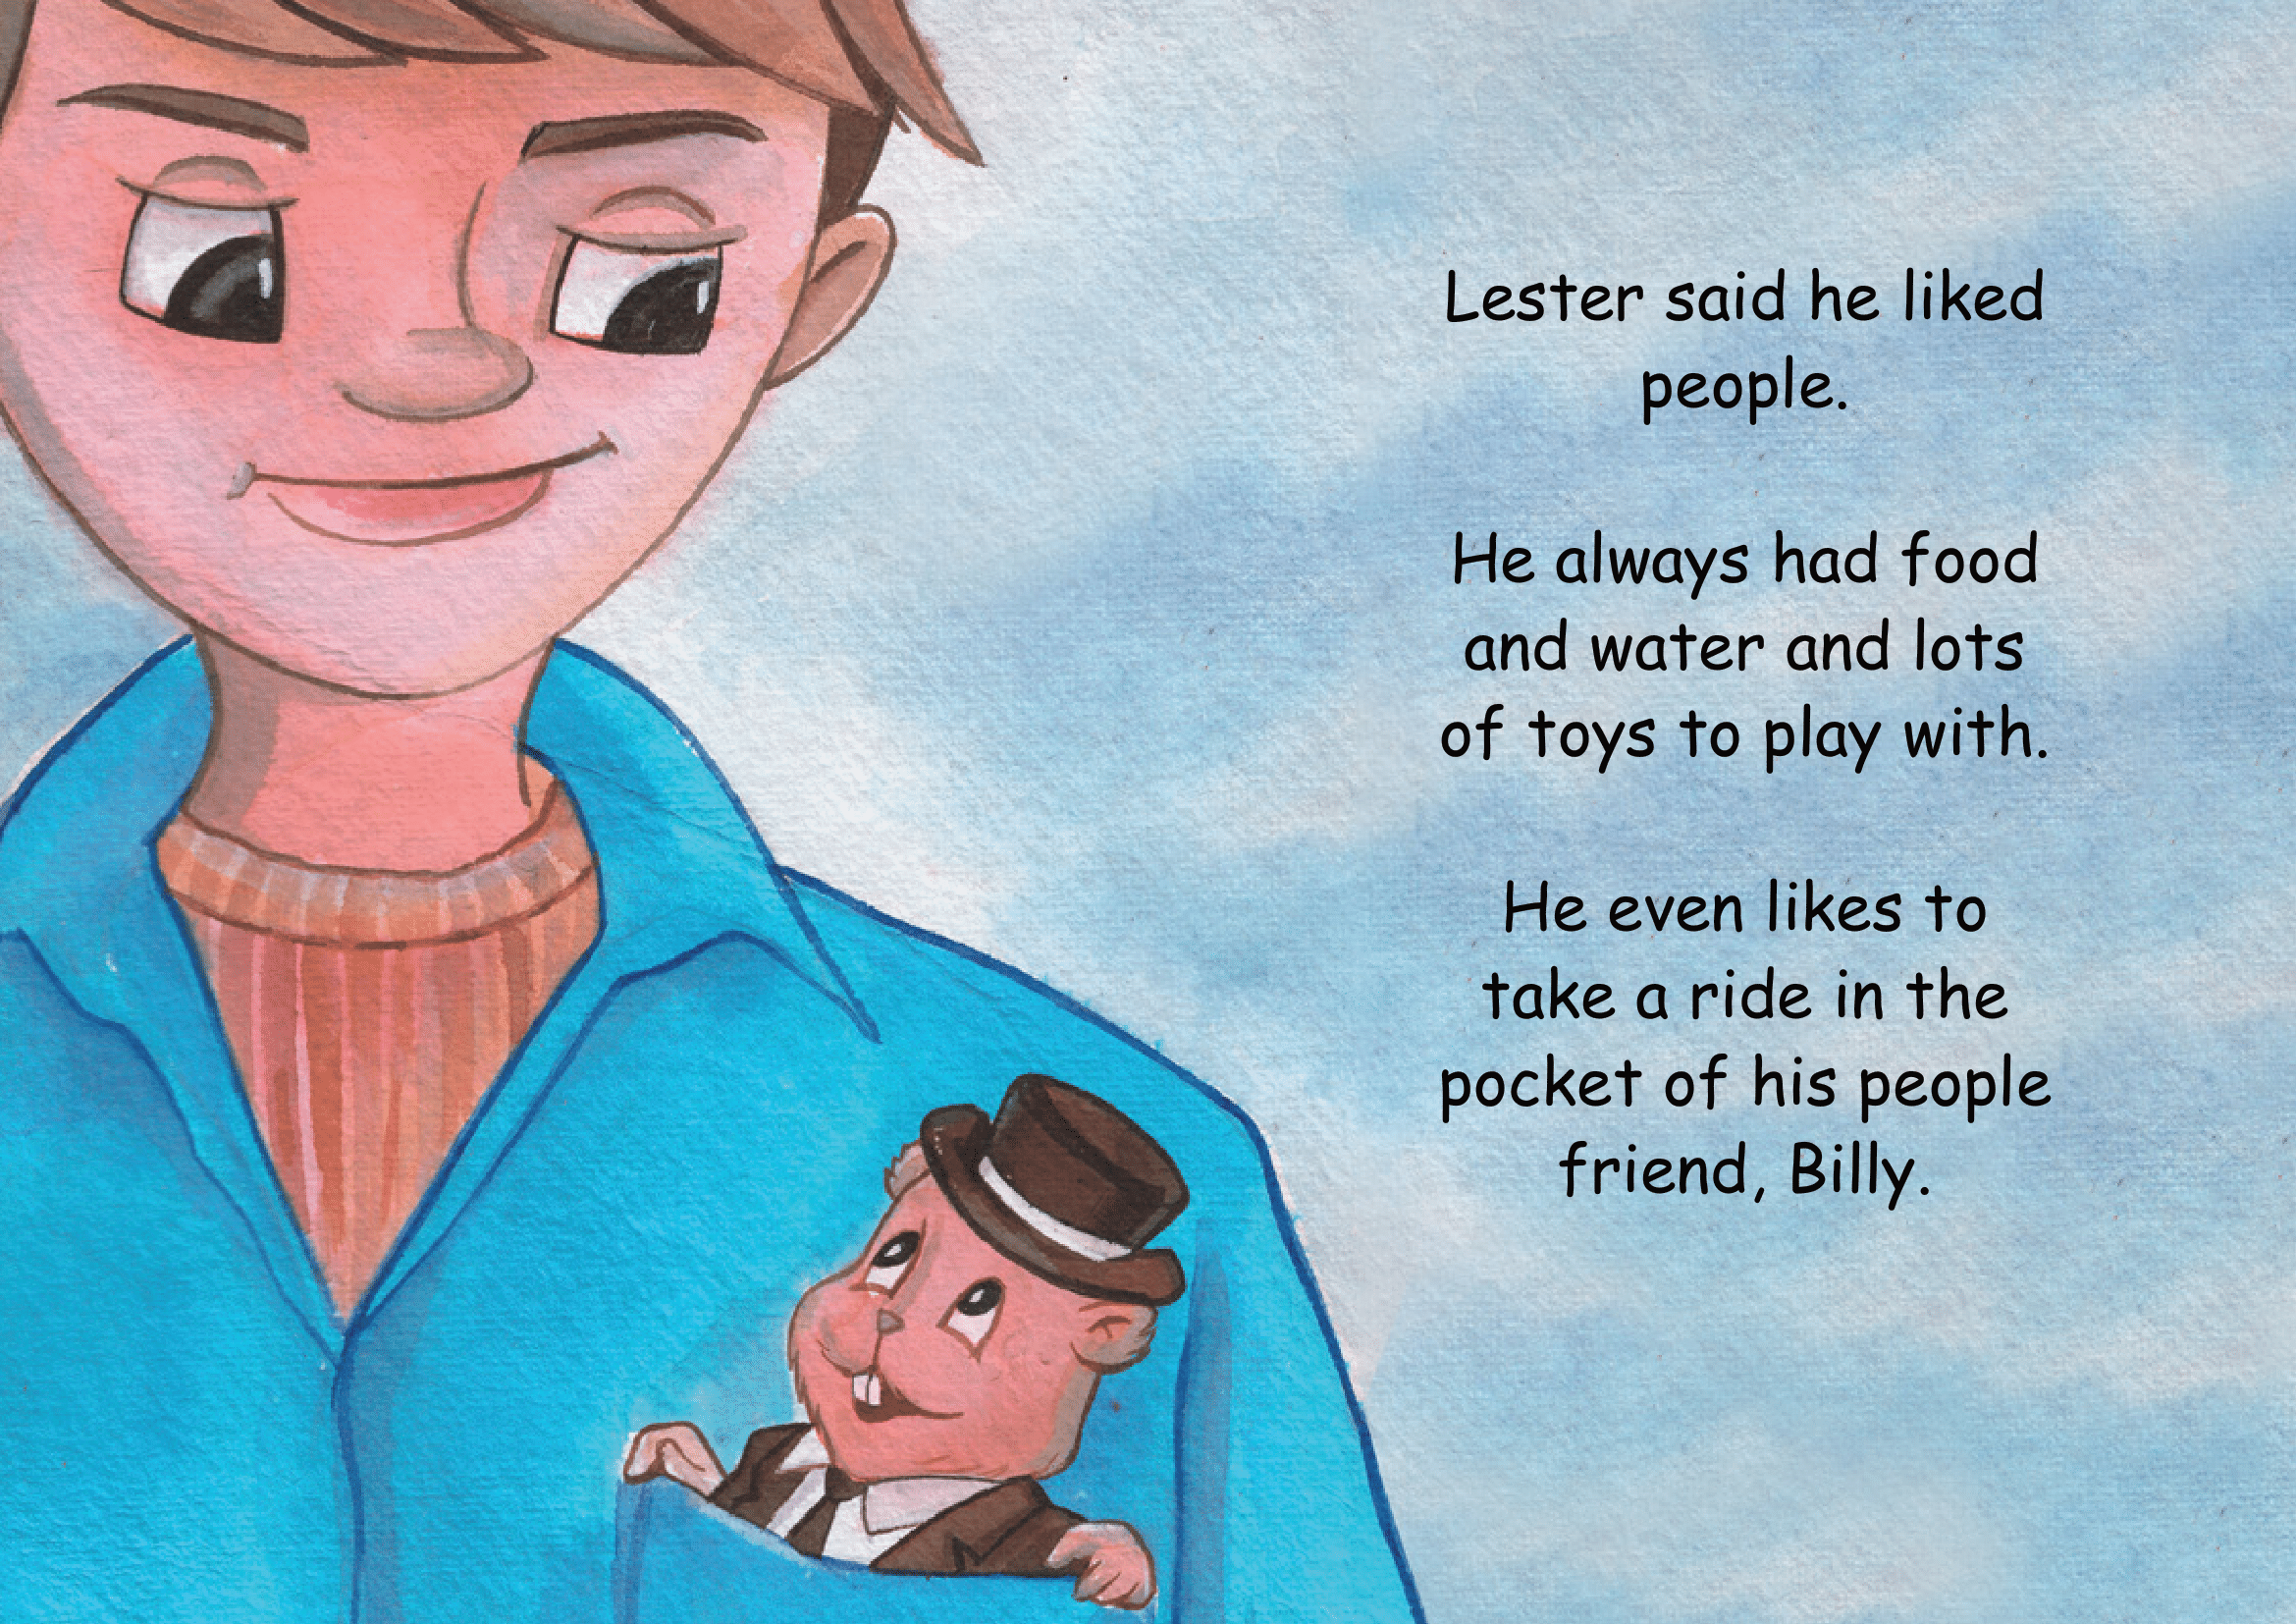 Lester said he liked
people.
He always had food
and water and lots
of toys to play with.
He even likes to
take a ride in the
pocket of his people
friend, Billy.